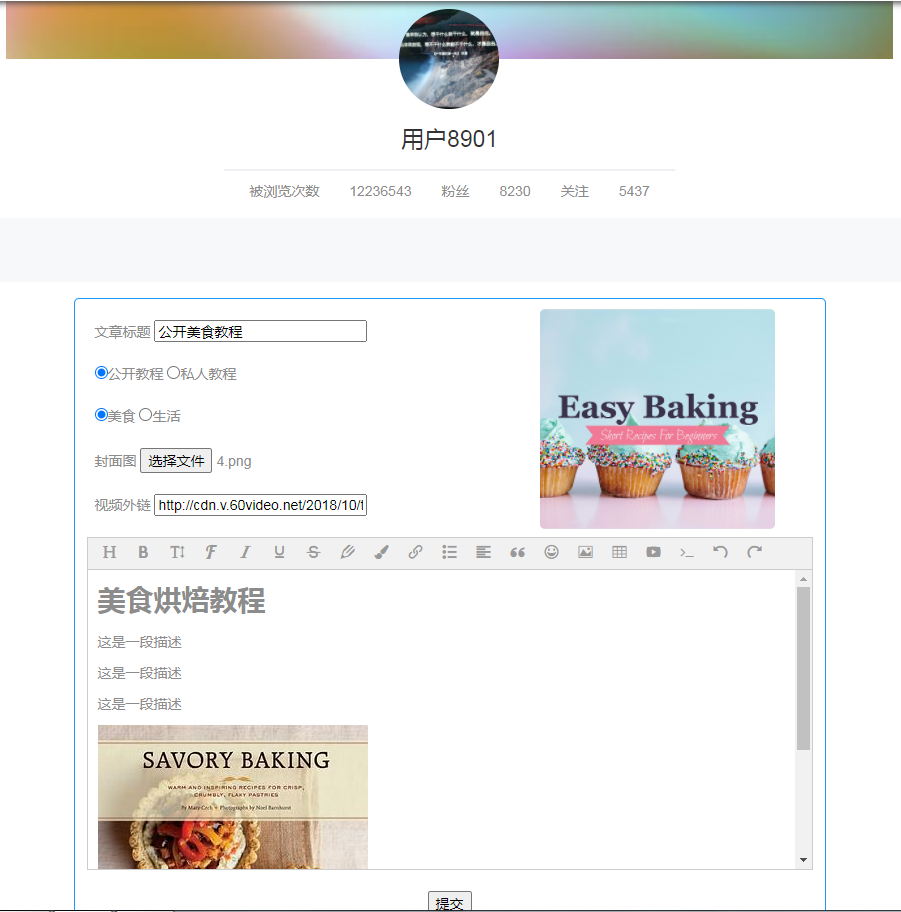 用户8901
被浏览次数 12236543 粉丝 8230 关注 5437
文章标题 公开美食教程
公开教程 私人教程
美食 生活
封面图 选择文件 4.png
视频外链 http://cdn.v.60video.net/2018/10/
Easy Baking
Short Recipes For Beginners
美食烘焙教程
这是一段描述
这是一段描述
这是一段描述
SAVORY BAKING
WARM AND INSPIRING RECIPES FOR CRISP,
CRUMBLY, FLAKY PASTRIES
By Mary Cech + Photographs by Noel Barnhurst
提交